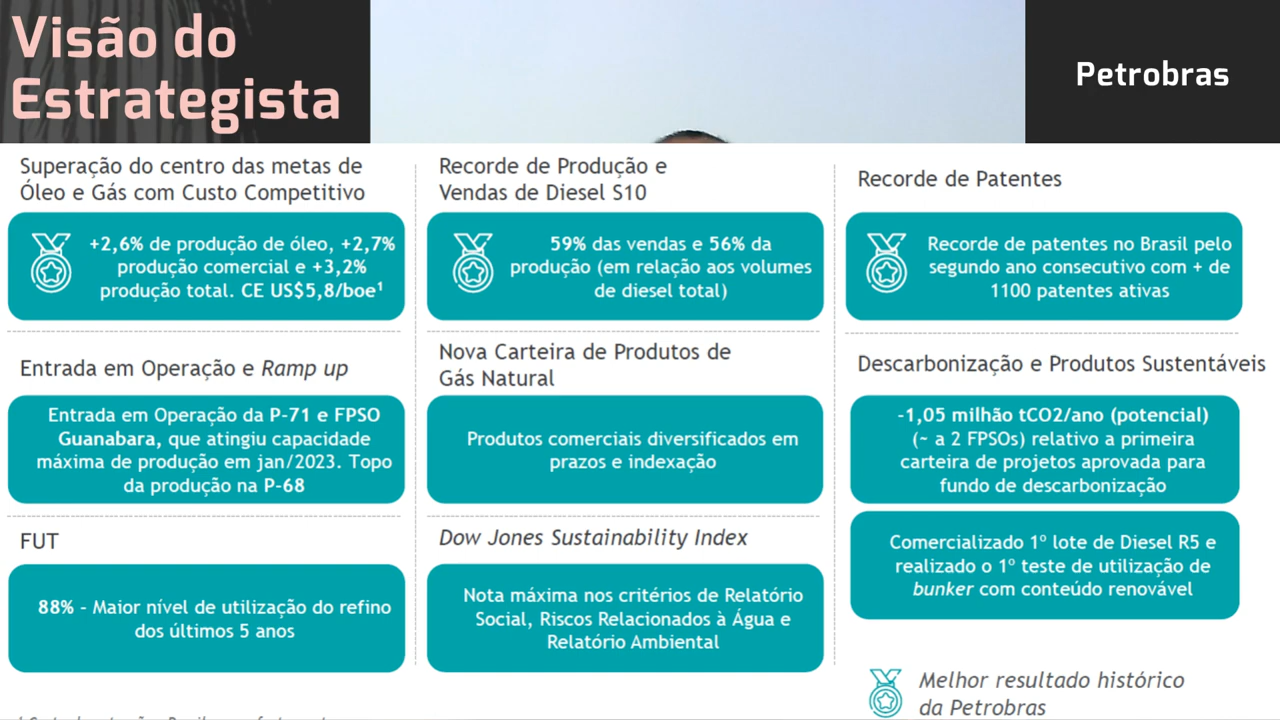 Visão do
Estrategista
Petrobras
Superação do centro das metas de
Óleo e Gás com Custo Competitivo
+2,6% de produção de óleo, +2,7%
produção comercial e +3,2%
produção total. CE US$5,8/boe¹
Entrada em Operação e Ramp up
Entrada em Operação da P-71 e FPSO
Guanabara, que atingiu capacidade
máxima de produção em jan/2023. Topo
da produção na P-68
FUT
88% – Maior nível de utilização do refino
dos últimos 5 anos
Recorde de Produção e
Vendas de Diesel S10
59% das vendas e 56% da
produção (em relação aos volumes
de diesel total)
Nova Carteira de Produtos de
Gás Natural
Produtos comerciais diversificados em
prazos e indexação
Dow Jones Sustainability Index
Nota máxima nos critérios de Relatório
Social, Riscos Relacionados à Água e
Relatório Ambiental
Recorde de Patentes
Recorde de patentes no Brasil pelo
segundo ano consecutivo com + de
1100 patentes ativas
Descarbonização e Produtos Sustentáveis
-1,05 milhão tCO2/ano (potencial)
(~ a 2 FPSOs) relativo a primeira
carteira de projetos aprovada para
fundo de descarbonização
Comercializado 1º lote de Diesel R5 e
realizado o 1º teste de utilização de
bunker com conteúdo renovável
Melhor resultado histórico
da Petrobras